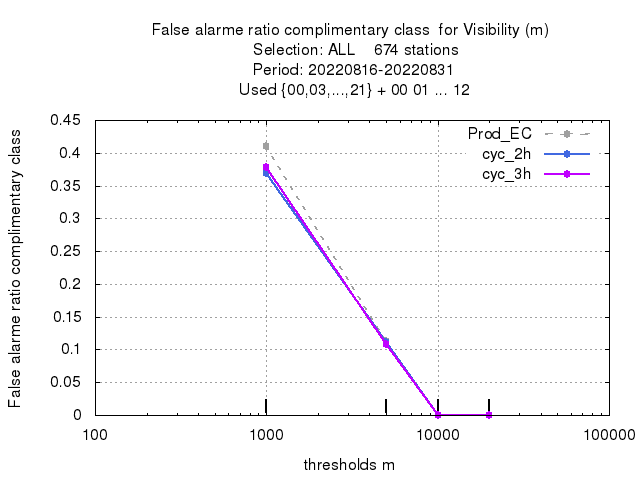 False alarme ratio complimentary class  for Visibility (m)
Selection: ALL    674 stations
Period: 20220816-20220831
Used {00,03,...,21} + 00 01 ... 12
False alarme ratio complimentary class
0.45
0.4
0.35
0.3
0.25
0.2
0.15
0.1
0.05
0
Prod_EC
cyc_2h
cyc_3h
100 1000 10000 100000
thresholds m